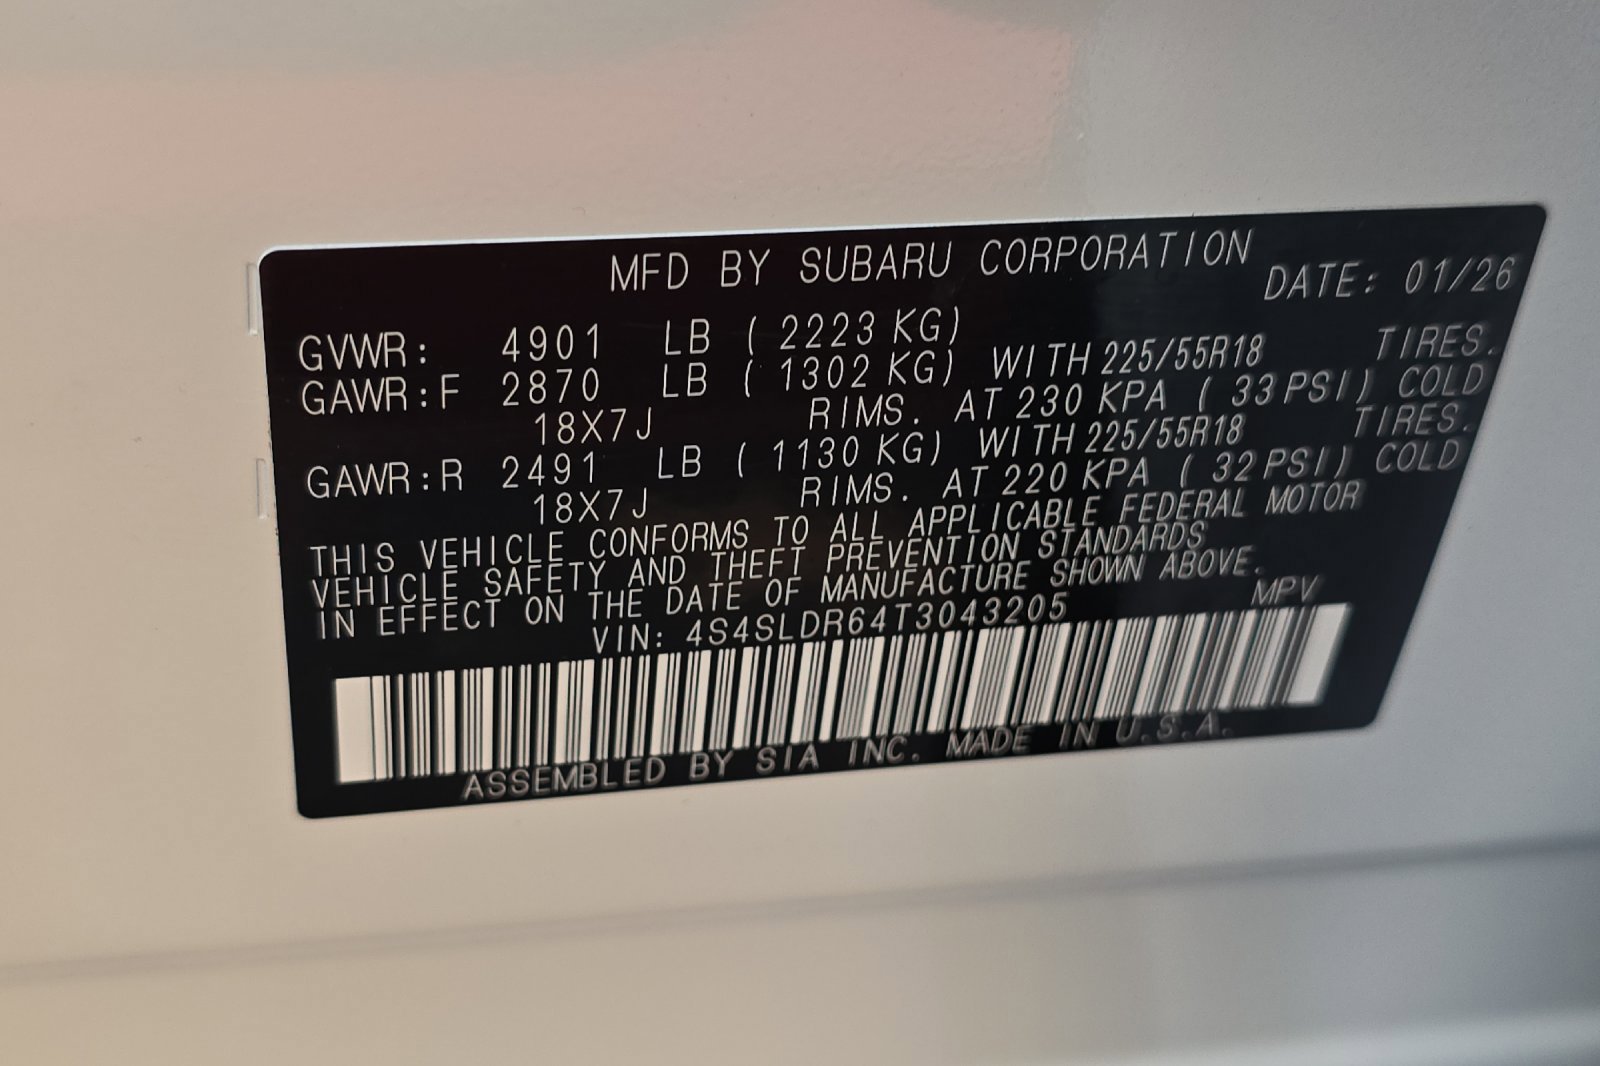 MFD BY SUBARU CORPORATION
DATE: 01/26
GVWR: 4901 LB ( 2223 KG)
GAWR:F 2870 LB ( 1302 KG) WITH 225/55R18 TIRES.
18X7J RIMS. AT 230 KPA ( 33 PSI) COLD
GAWR:R 2491 LB ( 1130 KG) WITH 225/55R18 TIRES.
18X7J RIMS. AT 220 KPA ( 32 PSI) COLD
THIS VEHICLE CONFORMS TO ALL APPLICABLE FEDERAL MOTOR
VEHICLE SAFETY AND THEFT PREVENTION STANDARDS
IN EFFECT ON THE DATE OF MANUFACTURE SHOWN ABOVE.
VIN: 4S4SLDR64T3043205 MPV
ASSEMBLED BY SIA INC. MADE IN U.S.A.